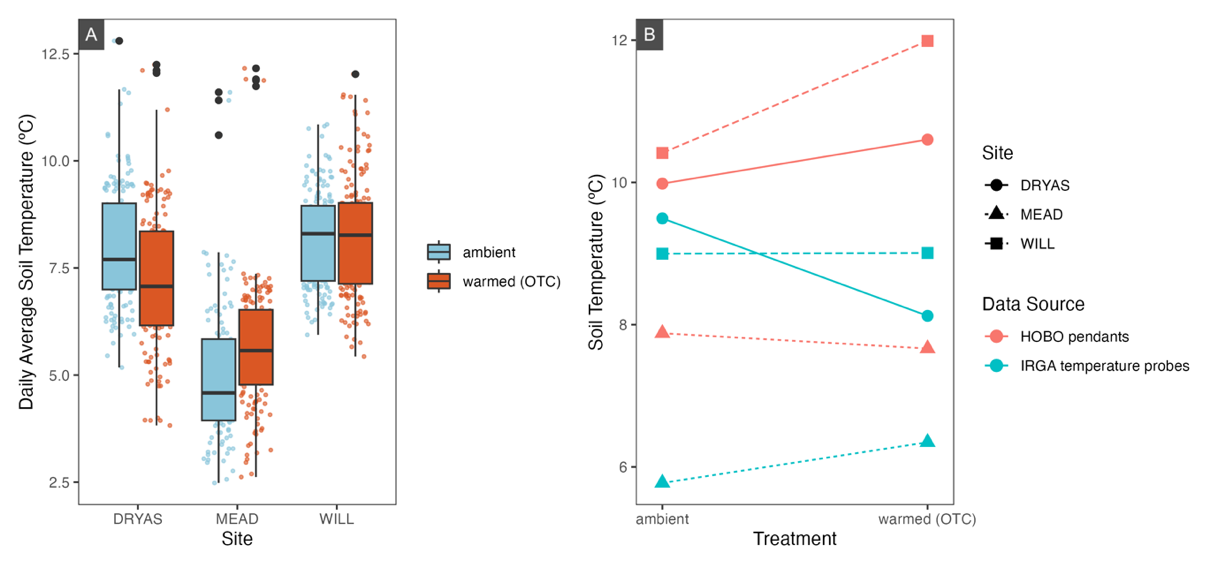 A
Daily Average Soil Temperature (ºC)
12.5
10.0
7.5
5.0
2.5
DRYAS
MEAD
WILL
Site
ambient
warmed (OTC)
B
Soil Temperature (ºC)
12
10
8
6
ambient
warmed (OTC)
Treatment
Site
DRYAS
MEAD
WILL
Data Source
HOBO pendants
IRGA temperature probes